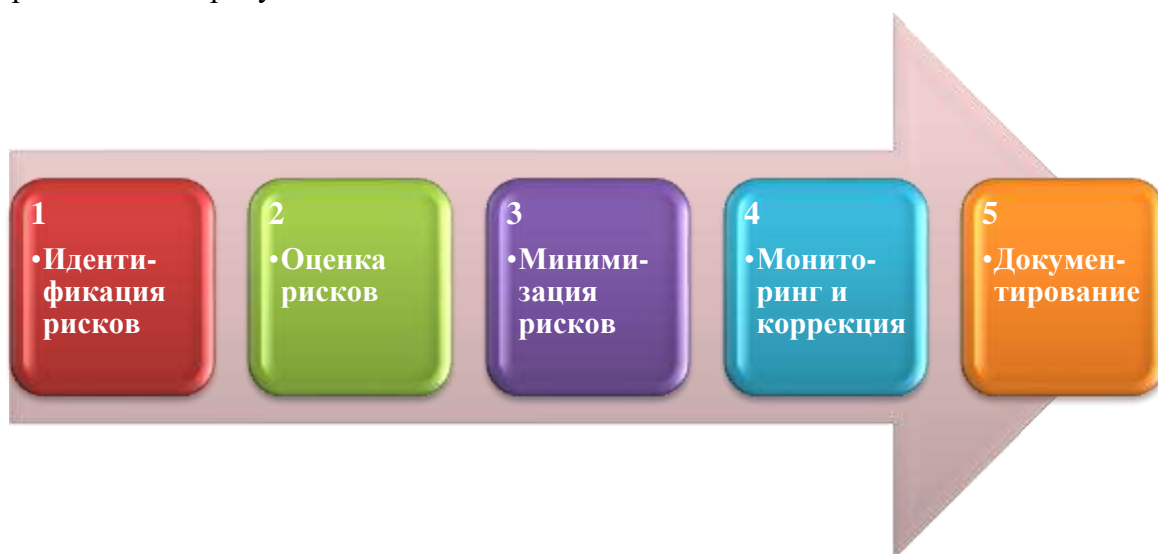 1
•Иденти-
фикация
рисков
2
•Оценка
рисков
3
•Миними-
зация
рисков
4
•Монито-
ринг и
коррекция
5
•Докумен-
тирование